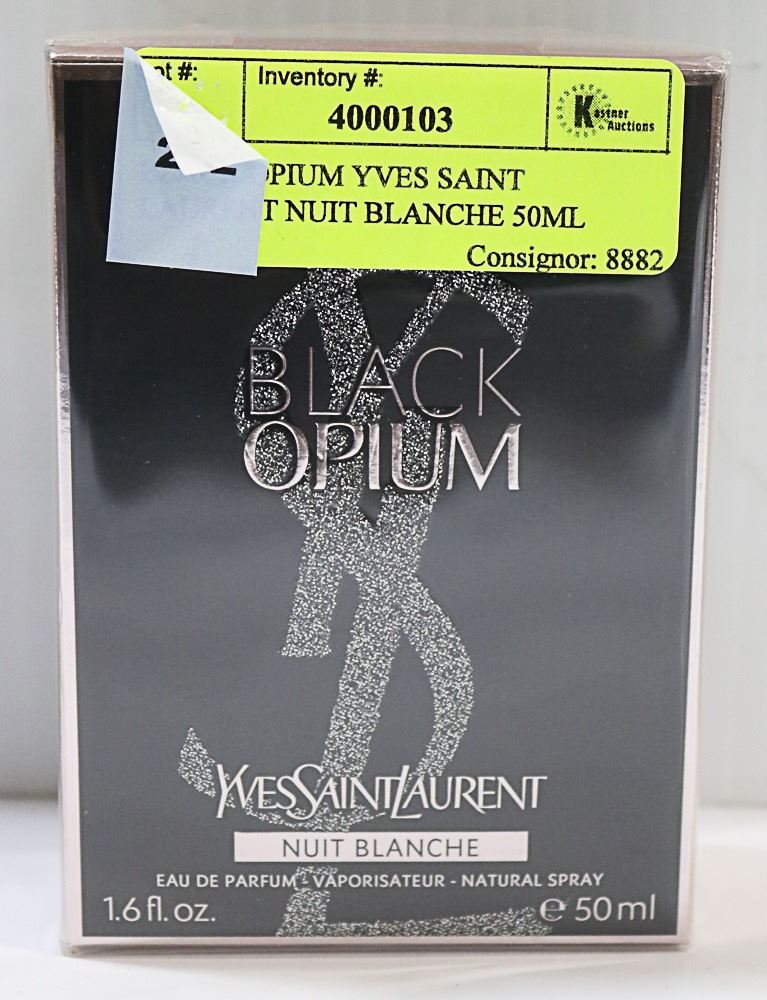 Inventory #:
4000103
Kastner
Auctions
OPIUM YVES SAINT
T NUIT BLANCHE 50ML
Consignor: 8882
BLACK
OPIUM
YVESSAINTLAURENT
NUIT BLANCHE
EAU DE PARFUM - VAPORISATEUR - NATURAL SPRAY
1.6 fl. oz. ℮ 50 ml